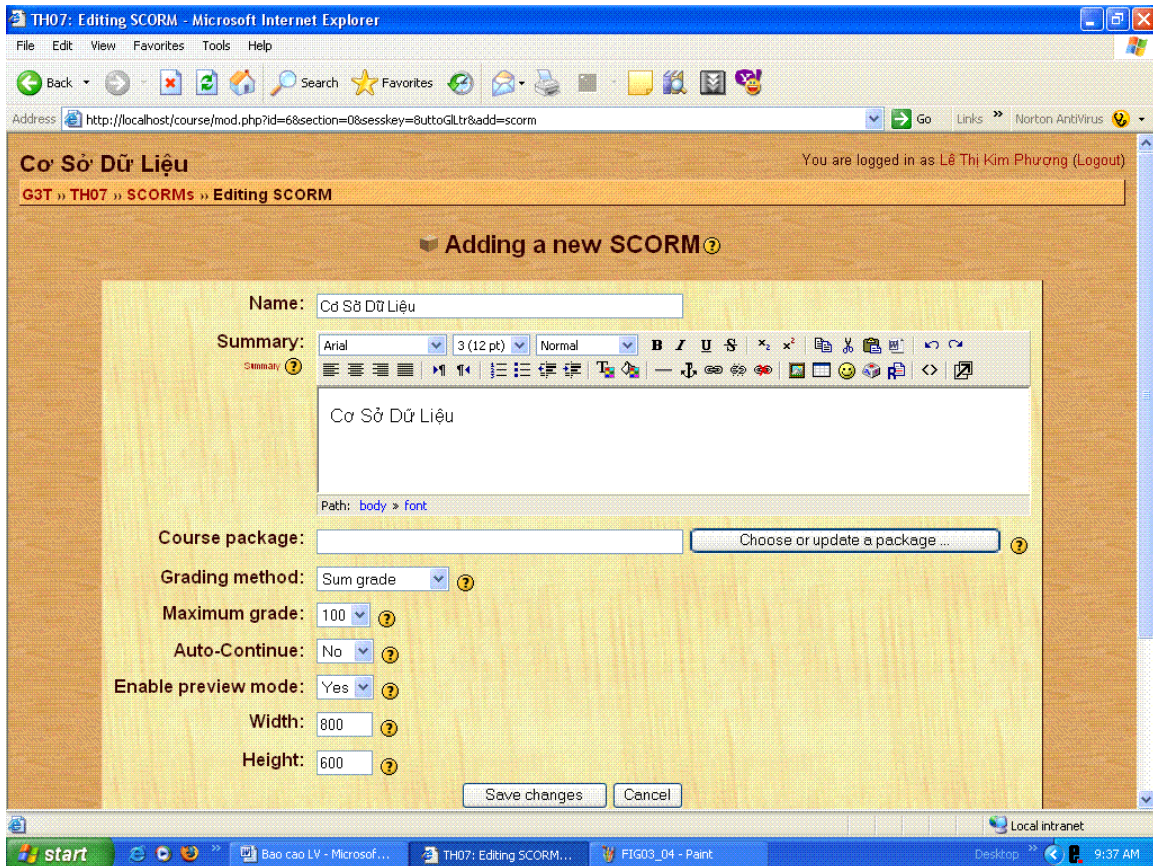 TH07: Editing SCORM - Microsoft Internet Explorer
File Edit View Favorites Tools Help
Back Search Favorites
Address http://localhost/course/mod.php?id=6&section=0&sesskey=8uttoGlLtr&add=scorm Go Links » Norton AntiVirus
Cơ Sở Dữ Liệu You are logged in as Lê Thị Kim Phượng (Logout)
G3T » TH07 » SCORMs » Editing SCORM
Adding a new SCORM ?
Name: Cơ Sở Dữ Liệu
Summary: Arial 3 (12 pt) Normal B I U S x₂ x²
Summary ?
Cơ Sở Dữ Liệu
Path: body » font
Course package: Choose or update a package ... ?
Grading method: Sum grade ?
Maximum grade: 100 ?
Auto-Continue: No ?
Enable preview mode: Yes ?
Width: 800 ?
Height: 600 ?
Save changes Cancel
Local intranet
start » Bao cao LV - Microsof... TH07: Editing SCORM... FIG03_04 - Paint Desktop » 9:37 AM